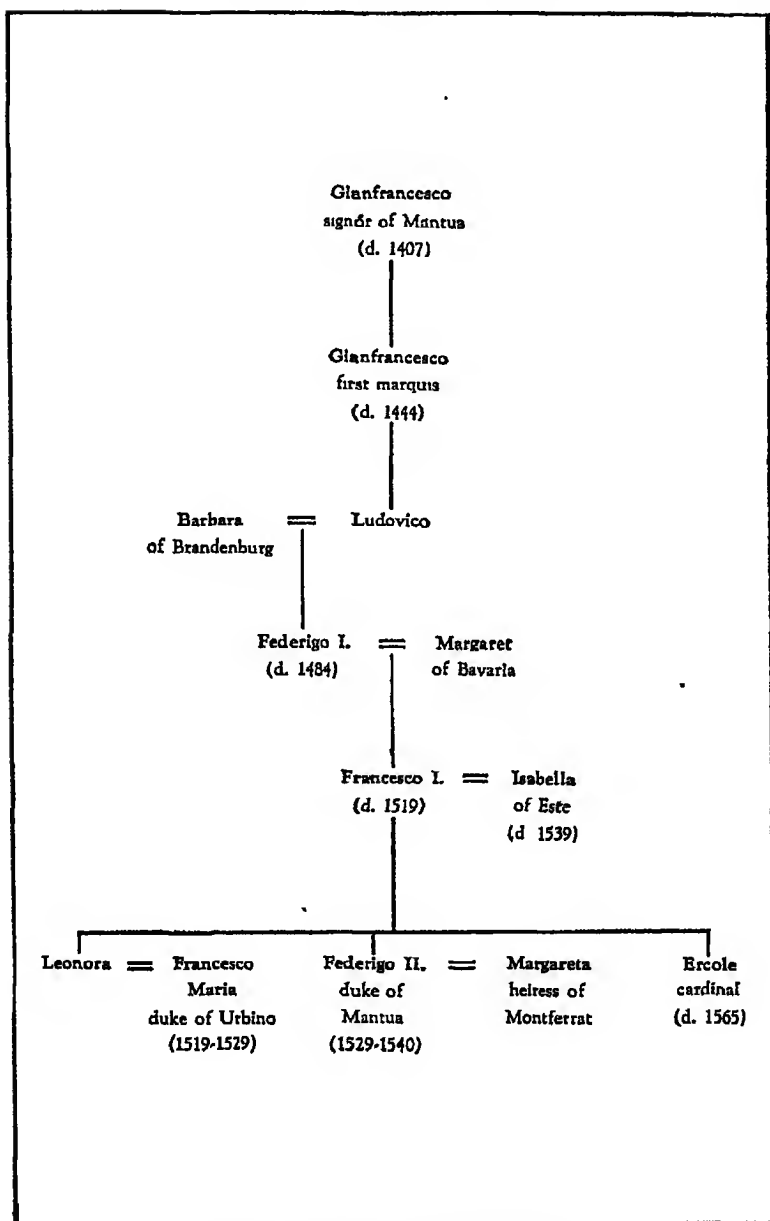 Gianfrancesco
signór of Mantua
(d. 1407)
Gianfrancesco
first marquis
(d. 1444)
Barbara = Ludovico
of Brandenburg
Federigo I. = Margaret
(d. 1484) of Bavaria
Francesco I. = Isabella
(d. 1519) of Este
(d 1539)
Leonora = Francesco Federigo II. = Margareta Ercole
Maria duke of heiress of cardinal
duke of Urbino Mantua Montferrat (d. 1565)
(1519-1529) (1529-1540)